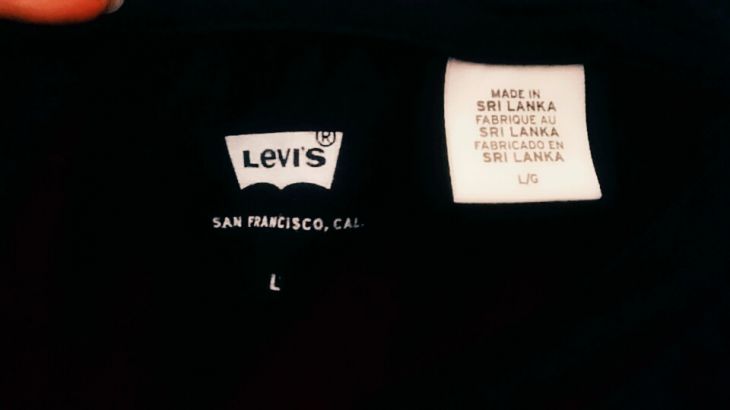 Levi's®
SAN FRANCISCO, CAL.
L
MADE IN
SRI LANKA
FABRIQUE AU
SRI LANKA
FABRICADO EN
SRI LANKA
L/G